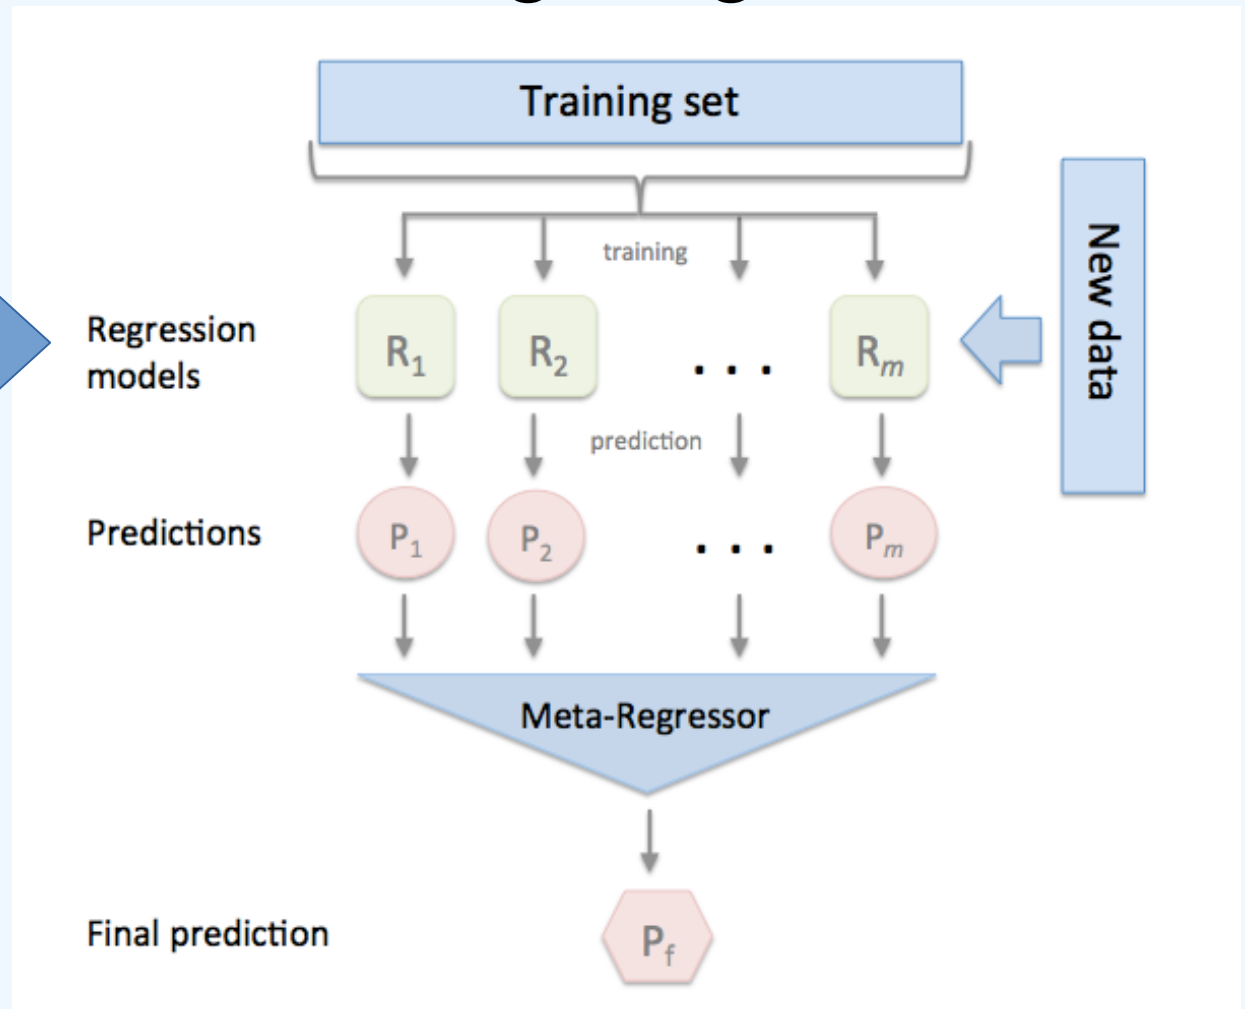 Training set
training
New data
Regression
models
R1
R2
. . .
Rm
prediction
Predictions
P1
P2
. . .
Pm
Meta-Regressor
Final prediction
Pf